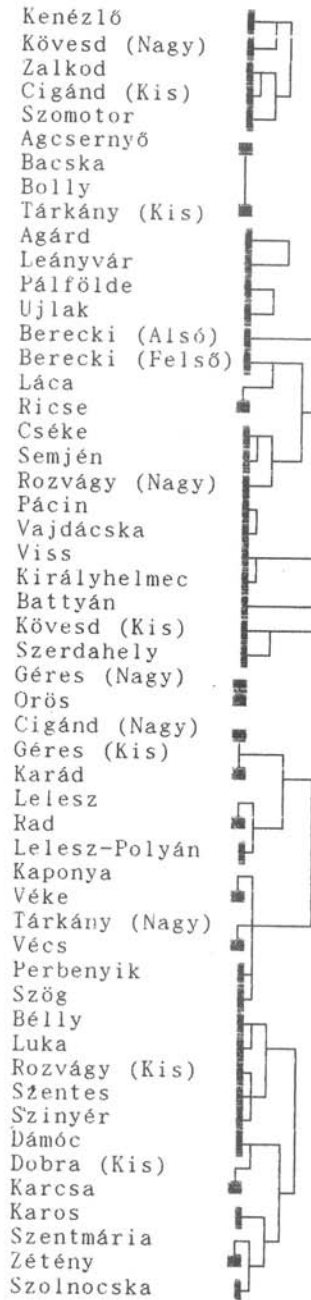 Kenézlő
Kövesd (Nagy)
Zalkod
Cigánd (Kis)
Szomotor
Agcsernyő
Bacska
Bolly
Tárkány (Kis)
Agárd
Leányvár
Pálfölde
Ujlak
Berecki (Alsó)
Berecki (Felső)
Láca
Ricse
Cséke
Semjén
Rozvágy (Nagy)
Pácin
Vajdácska
Viss
Királyhelmec
Battyán
Kövesd (Kis)
Szerdahely
Géres (Nagy)
Orös
Cigánd (Nagy)
Géres (Kis)
Karád
Lelesz
Rad
Lelesz-Polyán
Kaponya
Véke
Tárkány (Nagy)
Vécs
Perbenyik
Szög
Bélly
Luka
Rozvágy (Kis)
Szentes
Szinyér
Dámóc
Dobra (Kis)
Karcsa
Karos
Szentmária
Zétény
Szolnocska